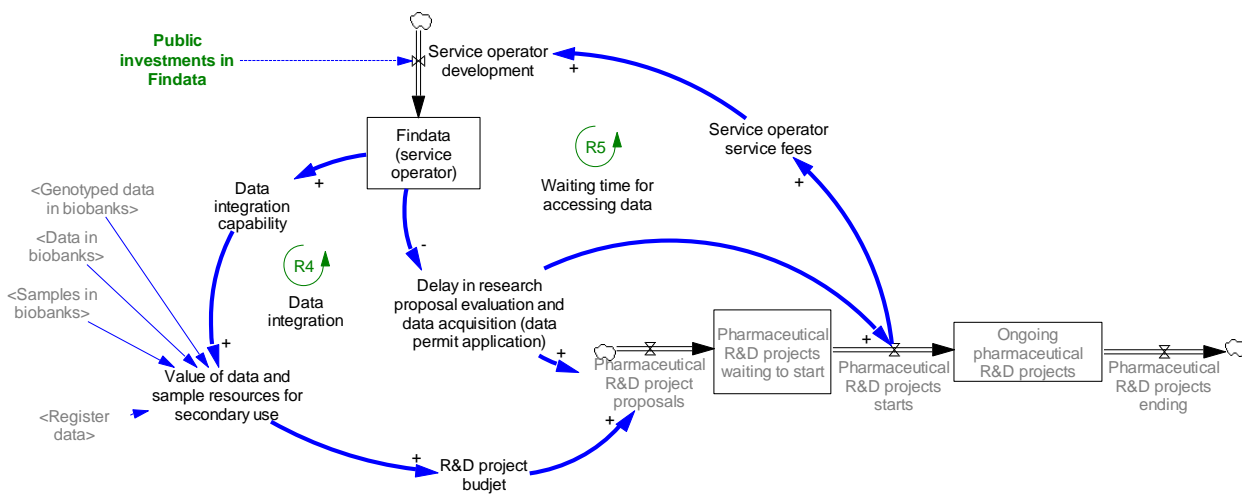 Public
investments in
Findata
Service operator
development
+
Findata
(service
operator)
R5
Waiting time for
accessing data
Service operator
service fees
+
+
Data
integration
capability
-
<Genotyped data
in biobanks>
<Data in
biobanks>
<Samples in
biobanks>
R4
Data
integration
Delay in research
proposal evaluation and
data acquisition (data
permit application)
+
+
Value of data and
sample resources for
secondary use
<Register
data>
+
R&D project
budjet
+
Pharmaceutical
R&D project
proposals
Pharmaceutical
R&D projects
waiting to start
+
Pharmaceutical
R&D projects
starts
Ongoing
pharmaceutical
R&D projects
Pharmaceutical
R&D projects
ending